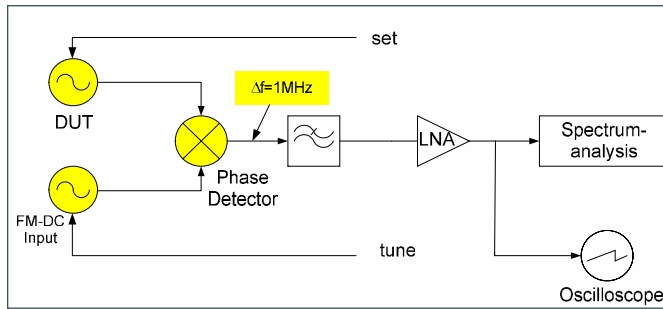 set
Δf=1MHz
DUT
LNA
Spectrum-
analysis
Phase
Detector
FM-DC
Input
tune
Oscilloscope